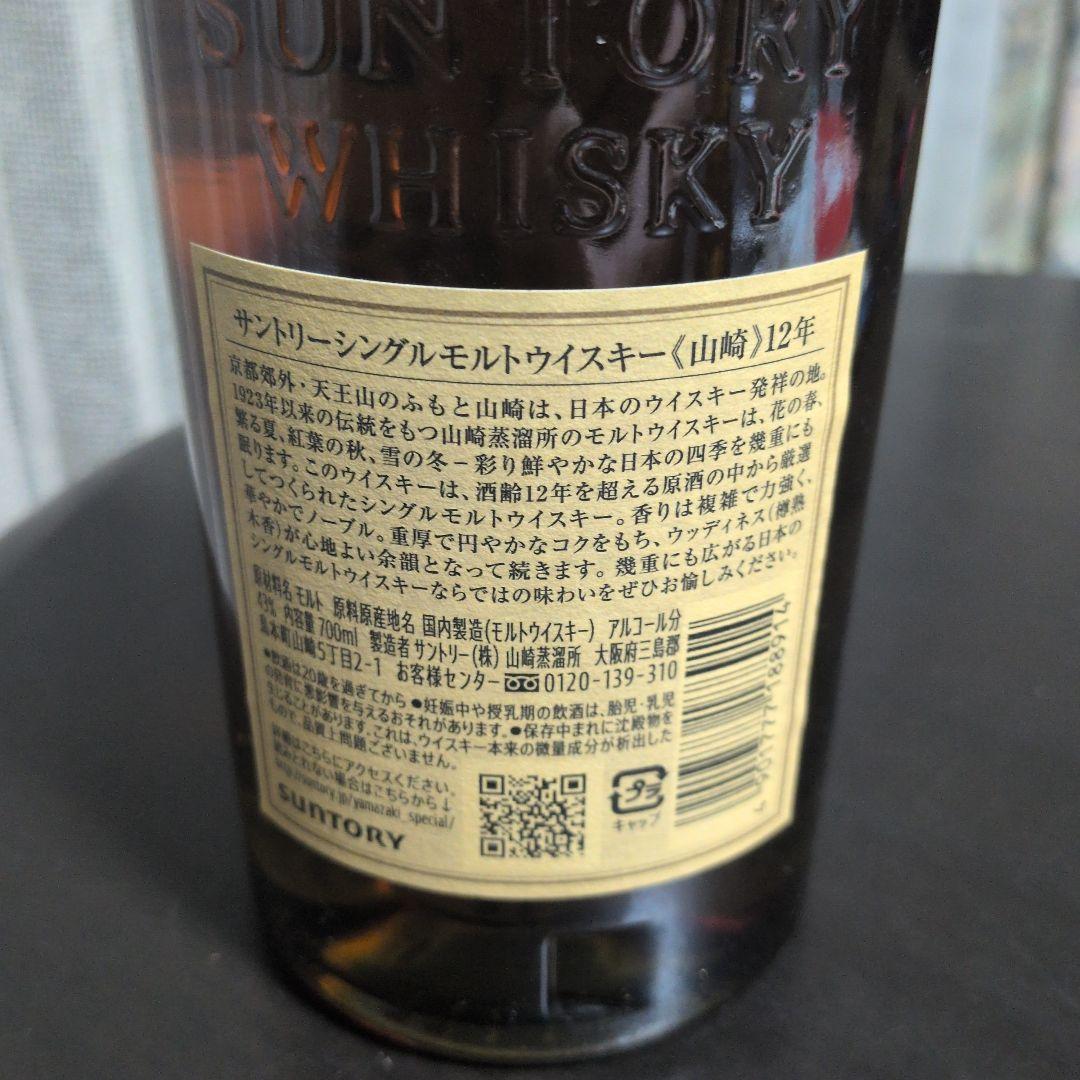 SUNTORY
WHISKY
サントリーシングルモルトウイスキー《山崎》12年
京都郊外・天王山のふもと山崎は、日本のウイスキー発祥の地。
1923年以来の伝統をもつ山崎蒸溜所のモルトウイスキーは、花の春、
繁る夏、紅葉の秋、雪の冬－彩り鮮やかな日本の四季を幾重にも
眠ります。このウイスキーは、酒齢12年を超える原酒の中から厳選
してつくられたシングルモルトウイスキー。香りは複雑で力強く、
華やかでノーブル。重厚で円やかなコクをもち、ウッディネス(樽熟
木香)が心地よい余韻となって続きます。幾重にも広がる日本の
シングルモルトウイスキーならではの味わいをぜひお愉しみください。
原材料名 モルト 原料原産地名 国内製造(モルトウイスキー) アルコール分
43% 内容量 700ml 製造者 サントリー(株) 山崎蒸溜所 大阪府三島郡
島本町山崎5丁目2-1 お客様センター 0120-139-310
●飲酒は20歳を過ぎてから ●妊娠中や授乳期の飲酒は、胎児・乳児
の発育に悪影響を与えるおそれがあります。●保存中まれに沈殿物を
生じることがあります。これは、ウイスキー本来の微量成分が析出した
もので、品質上問題ございません。
詳細はこちらにアクセスください。
読みとれない場合はこちらから↓
http://suntory.jp/yamazaki_special/
SUNTORY
プラ
キャップ